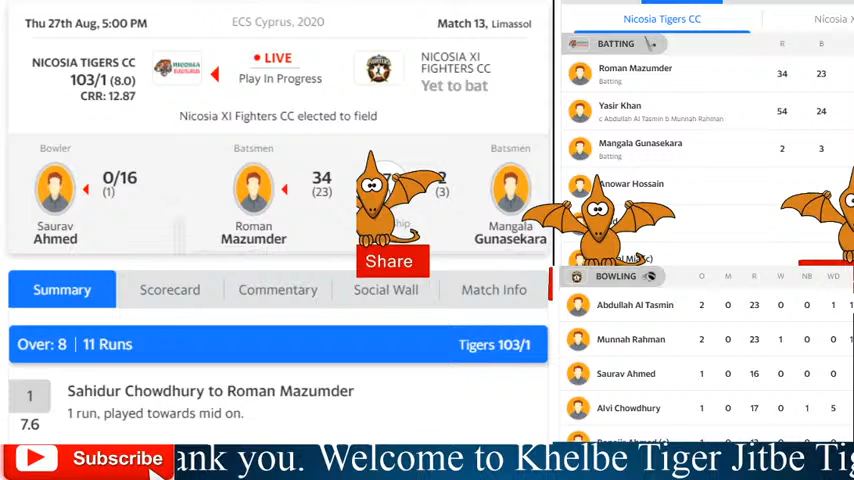 Thu 27th Aug, 5:00 PM
ECS Cyprus, 2020
Match 13, Limassol
NICOSIA TIGERS CC
103/1 (8.0)
CRR: 12.87
LIVE
Play In Progress
NICOSIA XI
FIGHTERS CC
Yet to bat
Nicosia XI Fighters CC elected to field
Bowler
0/16
(1)
Saurav
Ahmed
Batsmen
34
(23)
Roman
Mazumder
Batsmen
(3)
Mangala
Gunasekara
Share
Summary
Scorecard
Commentary
Social Wall
Match Info
Over: 8 | 11 Runs
Tigers 103/1
1
7.6
Sahidur Chowdhury to Roman Mazumder
1 run, played towards mid on.
Nicosia Tigers CC
Nicosia X
BATTING R B
Roman Mazumder 34 23
Batting
Yasir Khan 54 24
c Abdullah Al Tasmin b Munnah Rahman
Mangala Gunasekara 2 3
Batting
Anowar Hossain
BOWLING O M R W NB WD
Abdullah Al Tasmin 2 0 23 0 0 1
Munnah Rahman 2 0 23 1 0 0
Saurav Ahmed 1 0 16 0 0 0
Alvi Chowdhury 1 0 17 0 1 5
Subscribe
ank you. Welcome to Khelbe Tiger Jitbe Tig